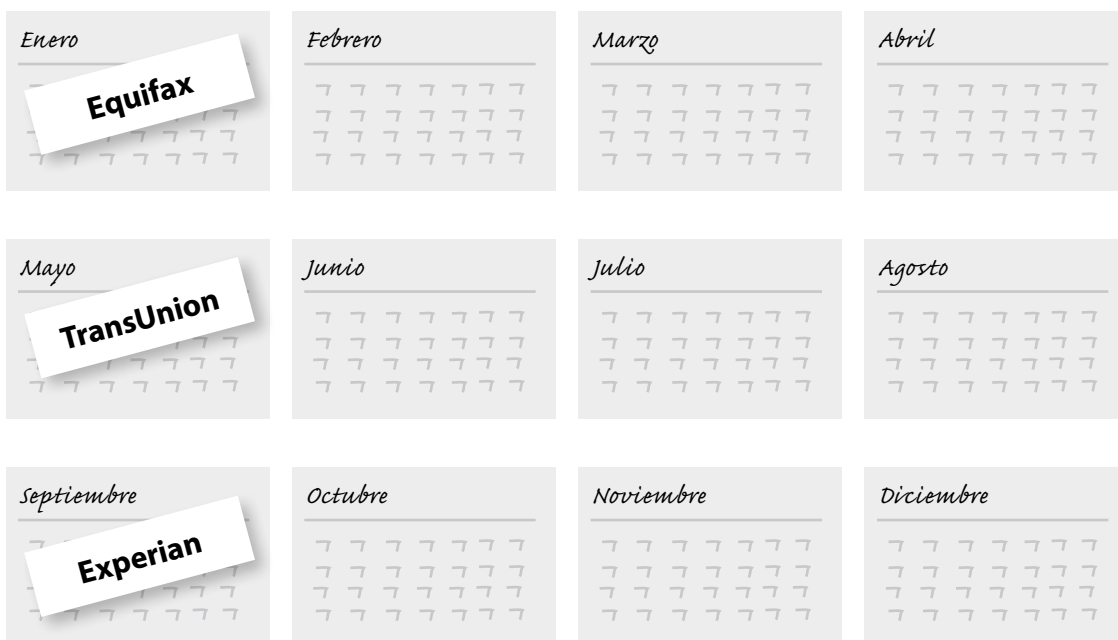 Enero
Febrero
Marzo
Abril
Equifax
Mayo
Junio
Julio
Agosto
TransUnion
Septiembre
Octubre
Noviembre
Diciembre
Experian